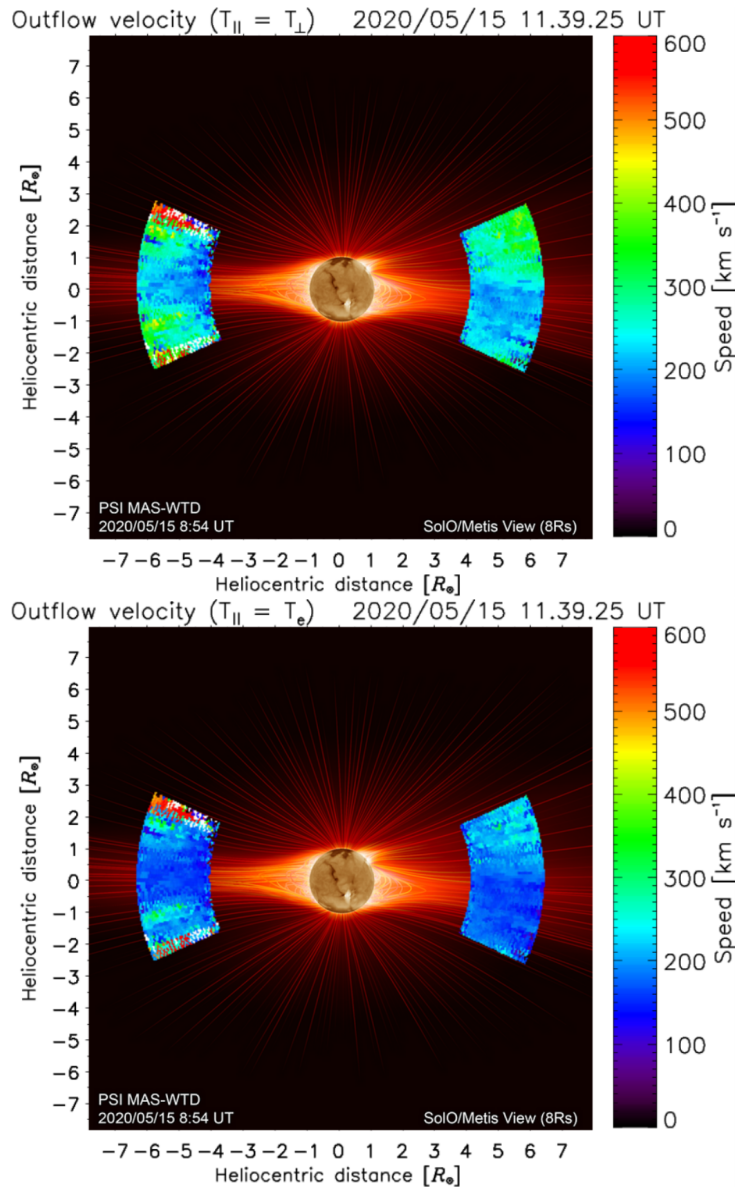 Outflow velocity (T∥ = T⊥) 2020/05/15 11.39.25 UT
7
6
5
4
3
2
1
0
-1
-2
-3
-4
-5
-6
-7
Heliocentric distance [R⊙]
PSI MAS-WTD
2020/05/15 8:54 UT
SolO/Metis View (8Rs)
-7 -6 -5 -4 -3 -2 -1 0 1 2 3 4 5 6 7
Heliocentric distance [R⊙]
600
500
400
300
200
100
0
Speed [km s⁻¹]
Outflow velocity (T∥ = Tₑ) 2020/05/15 11.39.25 UT
7
6
5
4
3
2
1
0
-1
-2
-3
-4
-5
-6
-7
Heliocentric distance [R⊙]
PSI MAS-WTD
2020/05/15 8:54 UT
SolO/Metis View (8Rs)
-7 -6 -5 -4 -3 -2 -1 0 1 2 3 4 5 6 7
Heliocentric distance [R⊙]
600
500
400
300
200
100
0
Speed [km s⁻¹]